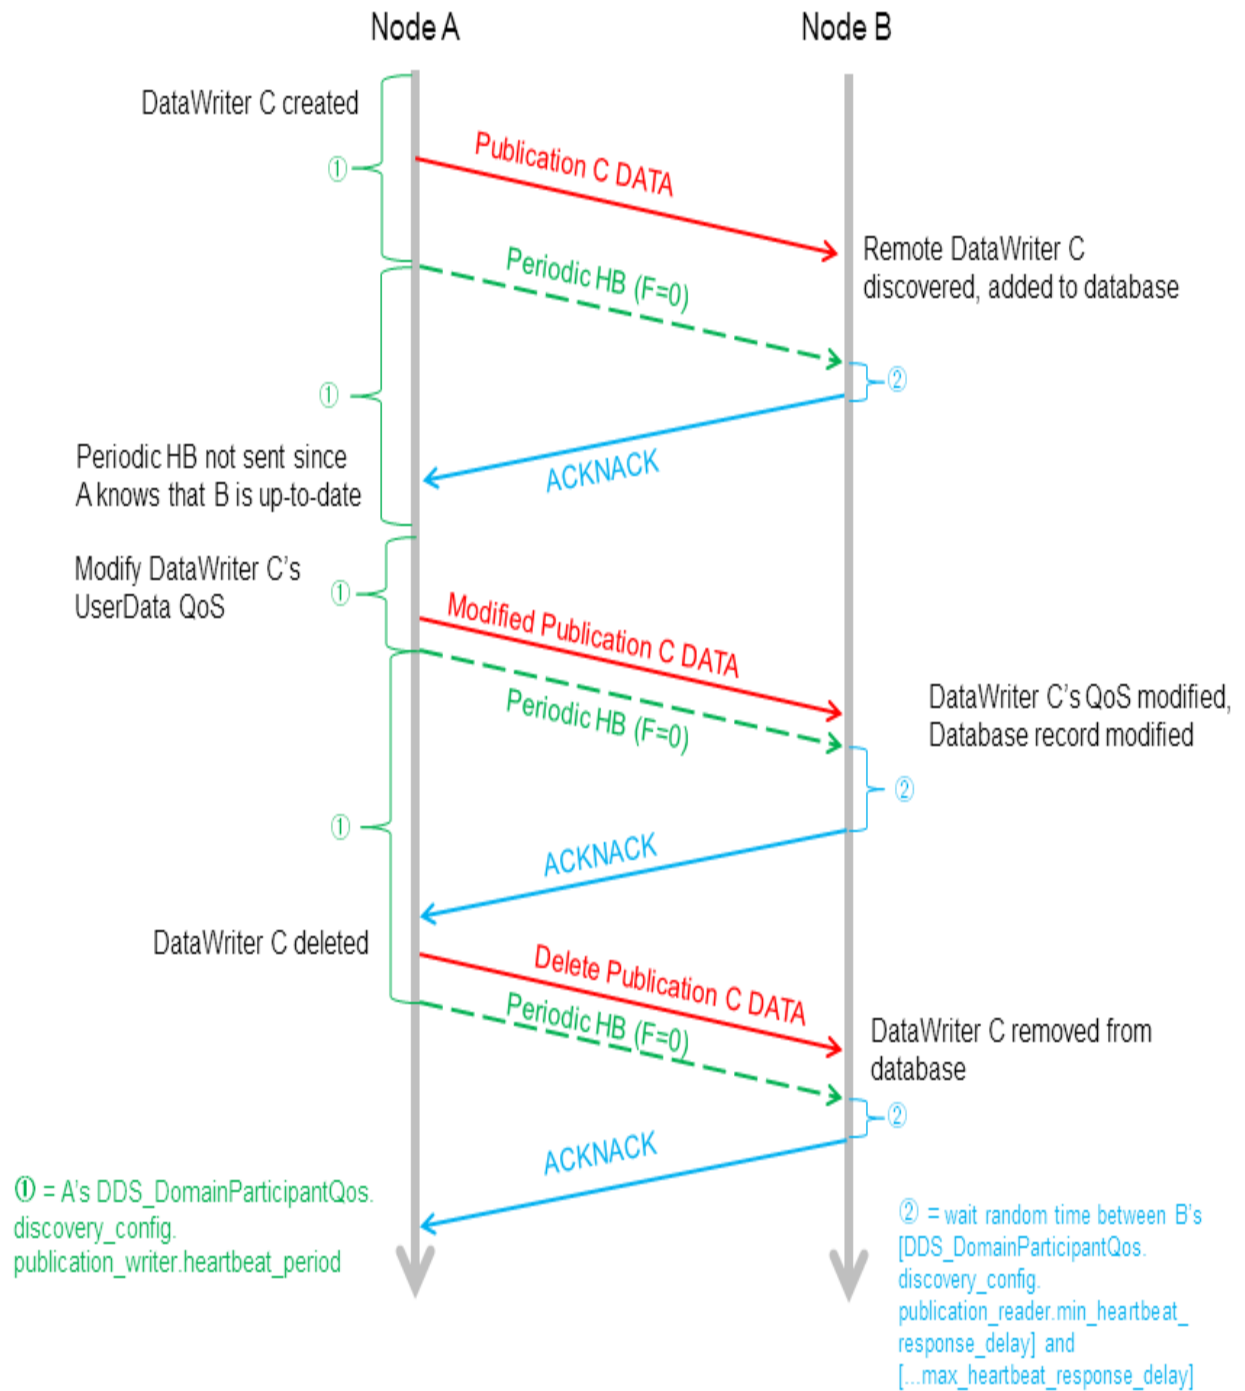 Node A
Node B
DataWriter C created
Publication C DATA
①
Remote DataWriter C
discovered, added to database
Periodic HB (F=0)
②
①
Periodic HB not sent since
A knows that B is up-to-date
ACKNACK
Modify DataWriter C's
UserData QoS
①
Modified Publication C DATA
Periodic HB (F=0)
DataWriter C's QoS modified,
Database record modified
②
①
ACKNACK
DataWriter C deleted
Delete Publication C DATA
Periodic HB (F=0)
DataWriter C removed from
database
②
ACKNACK
① = A's DDS_DomainParticipantQos.
discovery_config.
publication_writer.heartbeat_period
② = wait random time between B's
[DDS_DomainParticipantQos.
discovery_config.
publication_reader.min_heartbeat_
response_delay] and
[...max_heartbeat_response_delay]